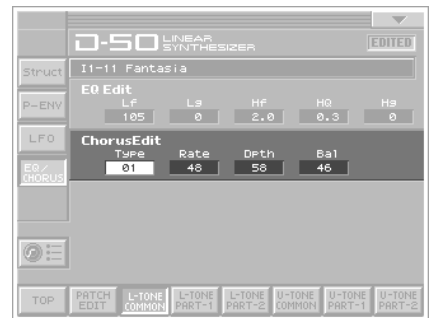 D-50 LINEAR SYNTHESIZER
EDITED
Struct
I1-11 Fantasia
EQ Edit
P-ENV
Lf Lg Hf HQ Hg
105 0 2.0 0.3 0
LFO
ChorusEdit
Type Rate Dpth Bal
01 48 58 46
EQ/CHORUS
TOP
PATCH EDIT
L-TONE COMMON
L-TONE PART-1
L-TONE PART-2
U-TONE COMMON
U-TONE PART-1
U-TONE PART-2